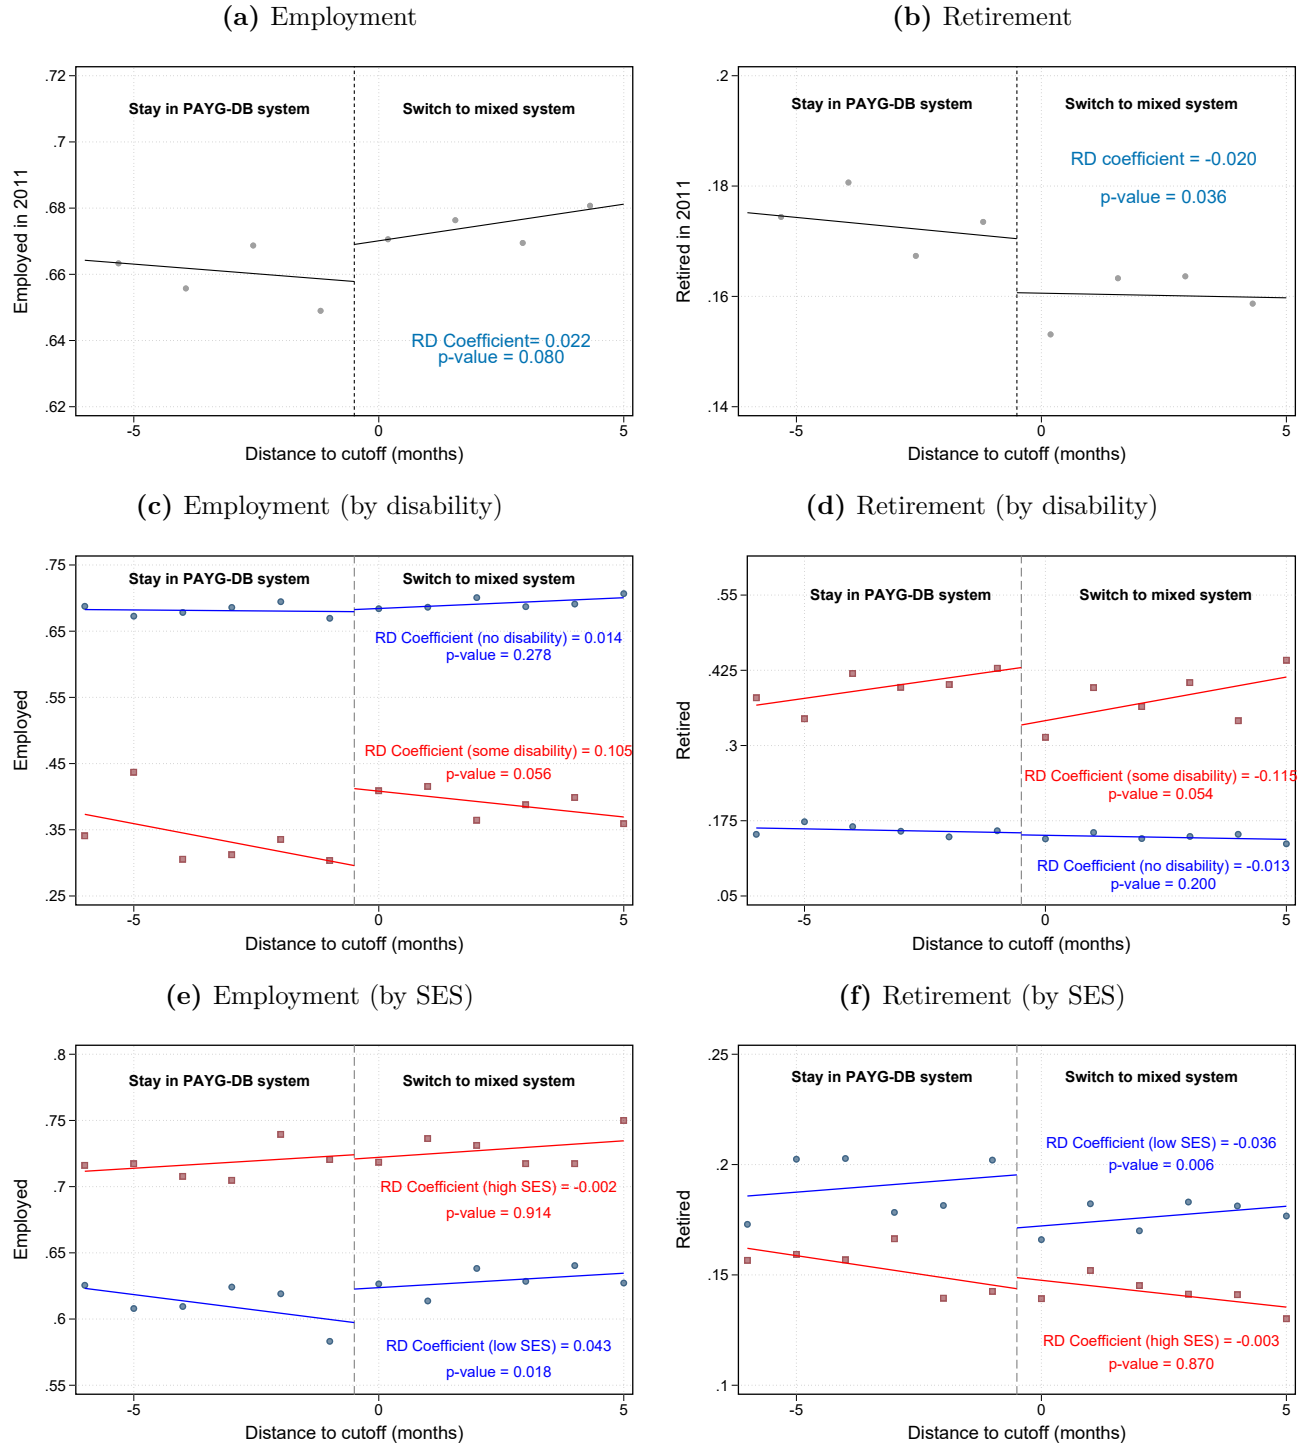 (a) Employment
.72
.7
.68
.66
.64
.62
Employed in 2011
Stay in PAYG-DB system
Switch to mixed system
RD Coefficient= 0.022
p-value = 0.080
-5
0
5
Distance to cutoff (months)
(b) Retirement
.2
.18
.16
.14
Retired in 2011
Stay in PAYG-DB system
Switch to mixed system
RD coefficient = -0.020
p-value = 0.036
-5
0
5
Distance to cutoff (months)
(c) Employment (by disability)
.75
.65
.55
.45
.35
.25
Employed
Stay in PAYG-DB system
Switch to mixed system
RD Coefficient (no disability) = 0.014
p-value = 0.278
RD Coefficient (some disability) = 0.105
p-value = 0.056
-5
0
5
Distance to cutoff (months)
(d) Retirement (by disability)
.55
.425
.3
.175
.05
Retired
Stay in PAYG-DB system
Switch to mixed system
RD Coefficient (some disability) = -0.115
p-value = 0.054
RD Coefficient (no disability) = -0.013
p-value = 0.200
-5
0
5
Distance to cutoff (months)
(e) Employment (by SES)
.8
.75
.7
.65
.6
.55
Employed
Stay in PAYG-DB system
Switch to mixed system
RD Coefficient (high SES) = -0.002
p-value = 0.914
RD Coefficient (low SES) = 0.043
p-value = 0.018
-5
0
5
Distance to cutoff (months)
(f) Retirement (by SES)
.25
.2
.15
.1
Retired
Stay in PAYG-DB system
Switch to mixed system
RD Coefficient (low SES) = -0.036
p-value = 0.006
RD Coefficient (high SES) = -0.003
p-value = 0.870
-5
0
5
Distance to cutoff (months)